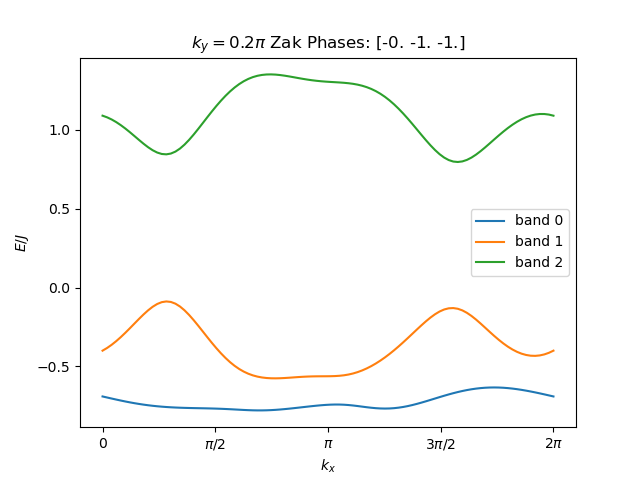 k_y = 0.2π Zak Phases: [-0. -1. -1.]
E/J
1.0
0.5
0.0
−0.5
band 0
band 1
band 2
0 π/2 π 3π/2 2π
k_x